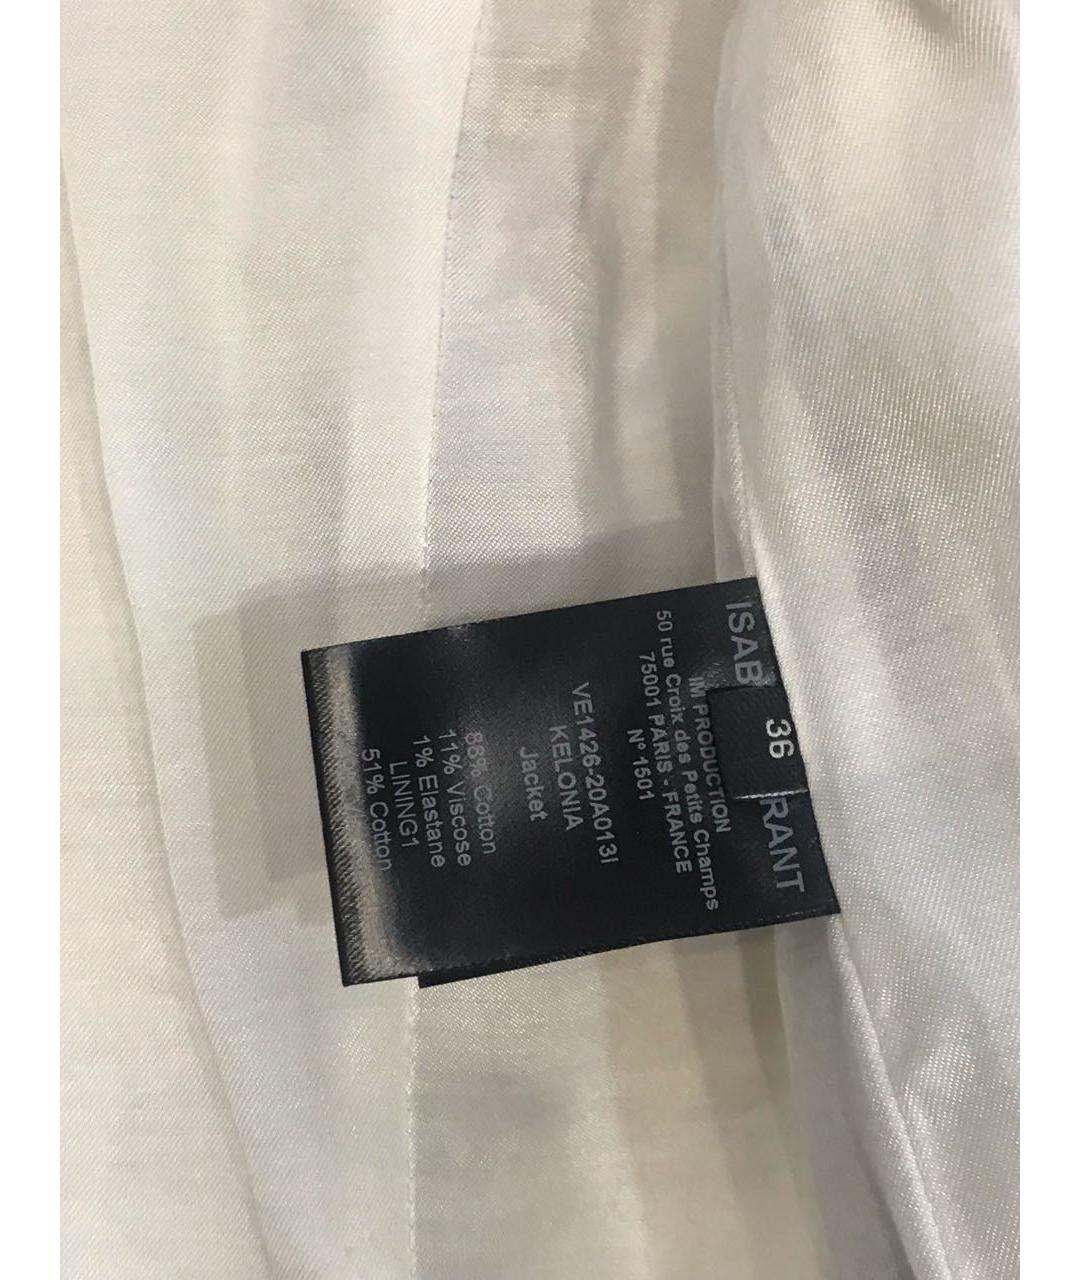 ISAB
RANT
36
IM PRODUCTION
50 rue Croix des Petits Champs
75001 PARIS - FRANCE
N° 1501
VE1426-20A013I
KELONIA
Jacket
88% Cotton
11% Viscose
1% Elastane
LINING1
51% Cotton